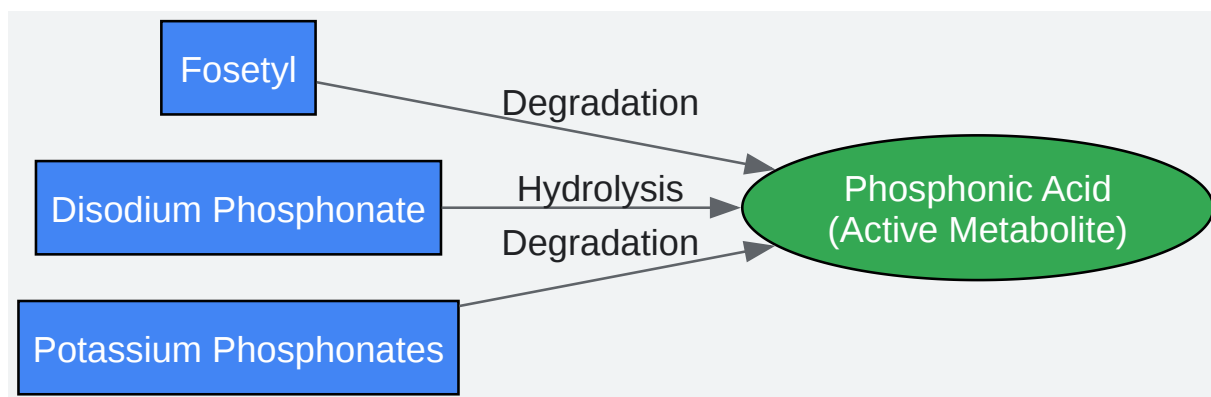 Fosetyl
Degradation
Disodium Phosphonate
Hydrolysis
Degradation
Potassium Phosphonates
Phosphonic Acid
(Active Metabolite)